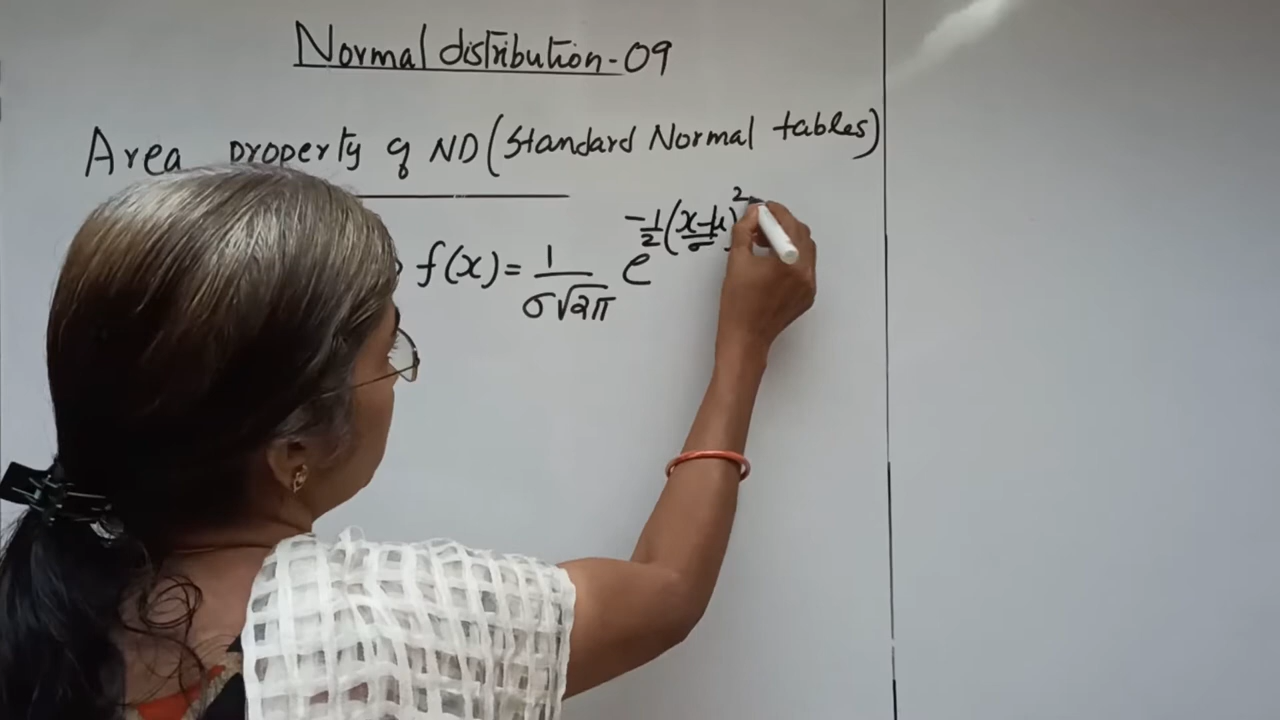 Normal distribution-09
Area property of ND (Standard Normal tables)
f(x) = 1/(σ√2π) e^(-1/2((x-μ)/σ)^2)